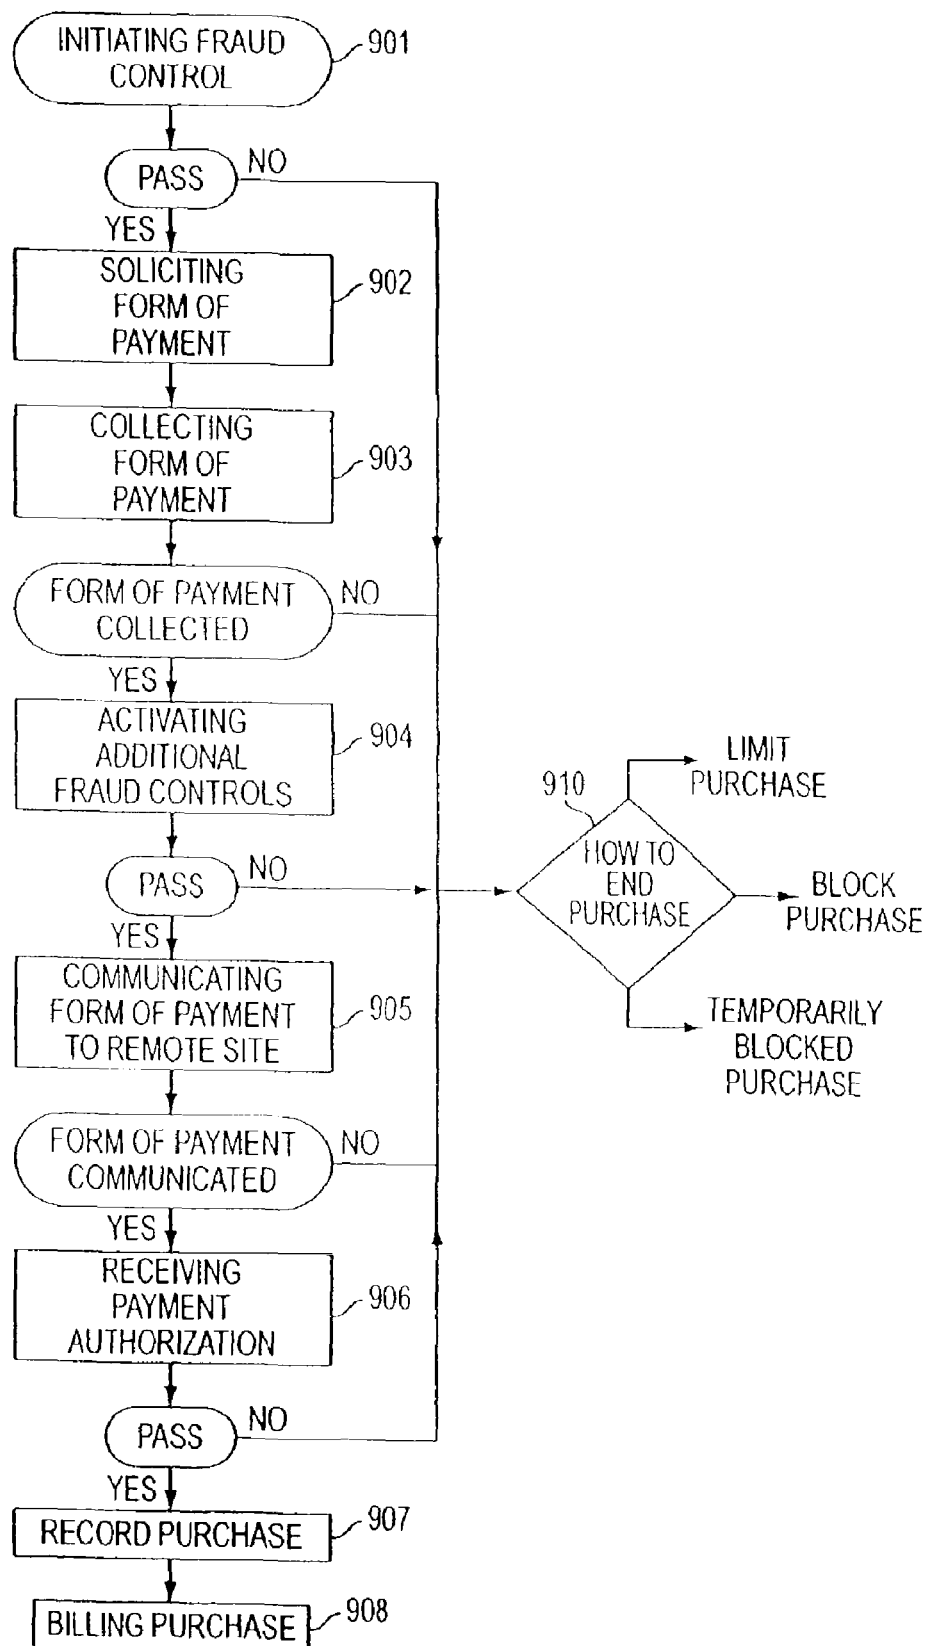 INITIATING FRAUD
CONTROL
901
PASS
NO
YES
SOLICITING
FORM OF
PAYMENT
902
COLLECTING
FORM OF
PAYMENT
903
FORM OF PAYMENT
COLLECTED
NO
YES
ACTIVATING
ADDITIONAL
FRAUD CONTROLS
904
PASS
NO
YES
COMMUNICATING
FORM OF PAYMENT
TO REMOTE SITE
905
FORM OF PAYMENT
COMMUNICATED
NO
YES
RECEIVING
PAYMENT
AUTHORIZATION
906
PASS
NO
YES
RECORD PURCHASE
907
BILLING PURCHASE
908
910
HOW TO
END
PURCHASE
LIMIT
PURCHASE
BLOCK
PURCHASE
TEMPORARILY
BLOCKED
PURCHASE